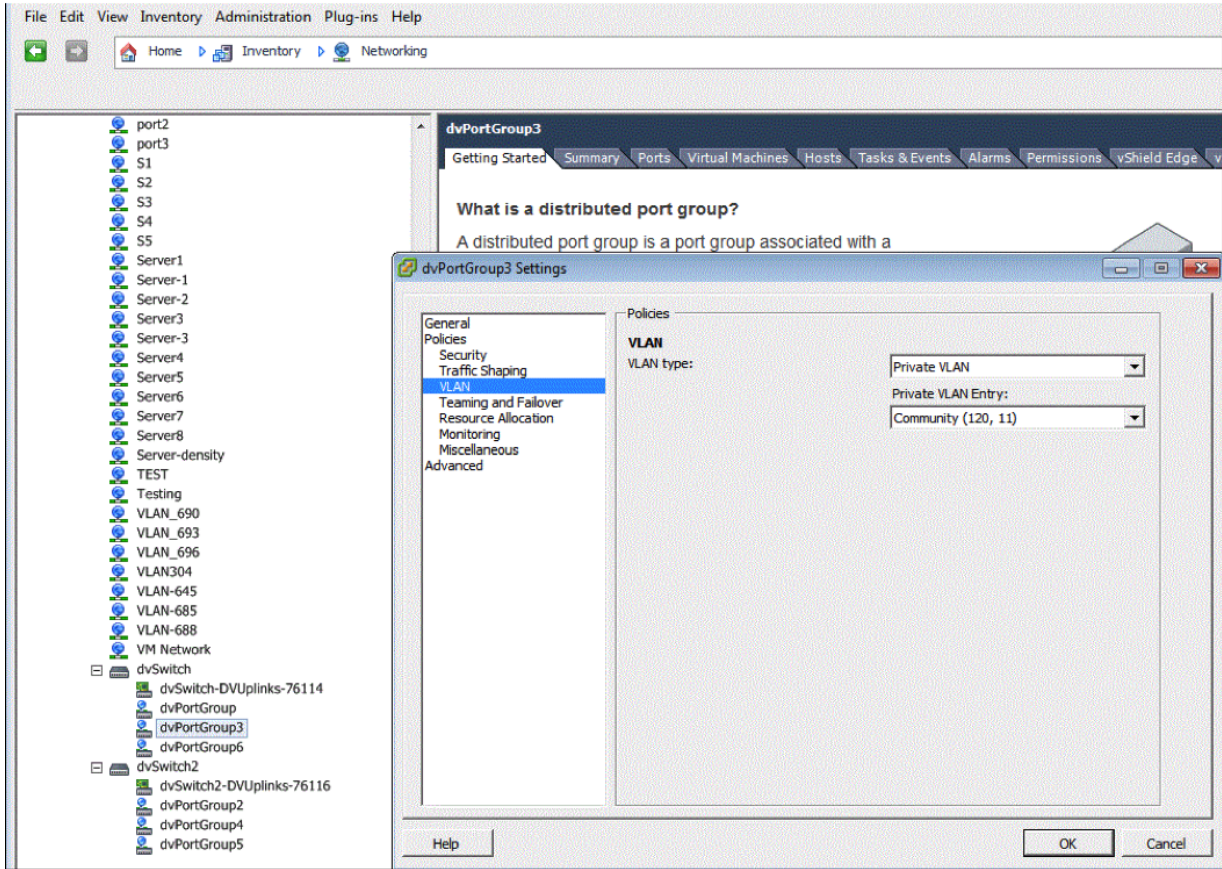 File Edit View Inventory Administration Plug-ins Help
Home Inventory Networking
port2
port3
S1
S2
S3
S4
S5
Server1
Server-1
Server-2
Server3
Server-3
Server4
Server5
Server6
Server7
Server8
Server-density
TEST
Testing
VLAN_690
VLAN_693
VLAN_696
VLAN304
VLAN-645
VLAN-685
VLAN-688
VM Network
dvSwitch
dvSwitch-DVUplinks-76114
dvPortGroup
dvPortGroup3
dvPortGroup6
dvSwitch2
dvSwitch2-DVUplinks-76116
dvPortGroup2
dvPortGroup4
dvPortGroup5
dvPortGroup3
Getting Started Summary Ports Virtual Machines Hosts Tasks & Events Alarms Permissions vShield Edge v
What is a distributed port group?
A distributed port group is a port group associated with a
dvPortGroup3 Settings
General
Policies
Security
Traffic Shaping
VLAN
Teaming and Failover
Resource Allocation
Monitoring
Miscellaneous
Advanced
Policies
VLAN
VLAN type:
Private VLAN
Private VLAN Entry:
Community (120, 11)
Help OK Cancel